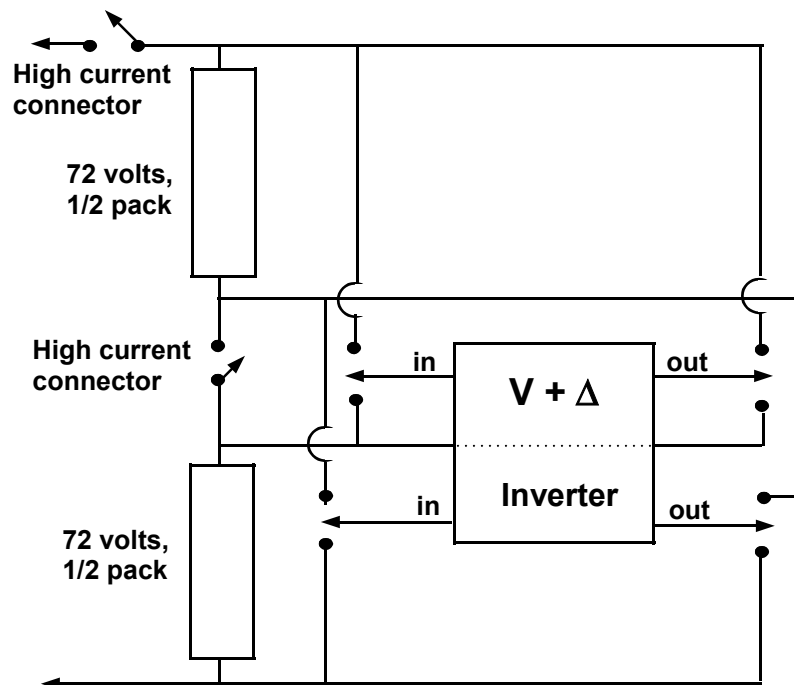 High current
connector
72 volts,
1/2 pack
High current
connector
in
out
V + Δ
Inverter
in
out
72 volts,
1/2 pack